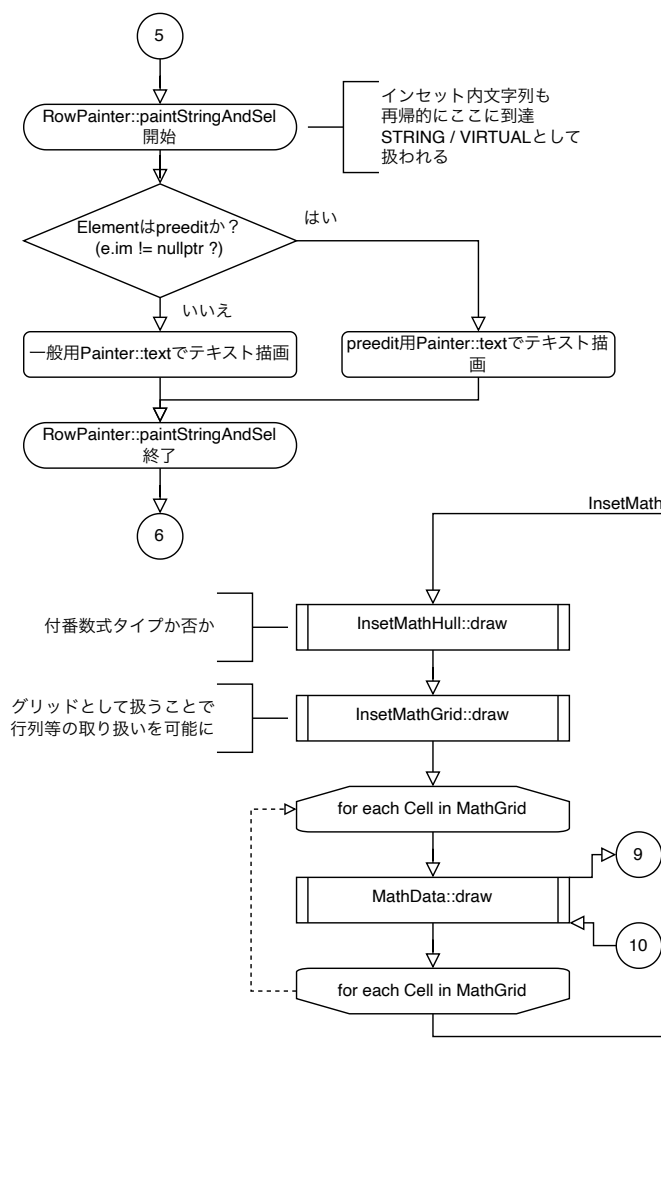 5
RowPainter::paintStringAndSel
開始
インセット内文字列も
再帰的にここに到達
STRING / VIRTUALとして
扱われる
Elementはpreeditか？
(e.im != nullptr ?)
はい
いいえ
一般用Painter::textでテキスト描画
preedit用Painter::textでテキスト描
画
RowPainter::paintStringAndSel
終了
6
InsetMath
付番数式タイプか否か
InsetMathHull::draw
グリッドとして扱うことで
行列等の取り扱いを可能に
InsetMathGrid::draw
for each Cell in MathGrid
9
MathData::draw
10
for each Cell in MathGrid